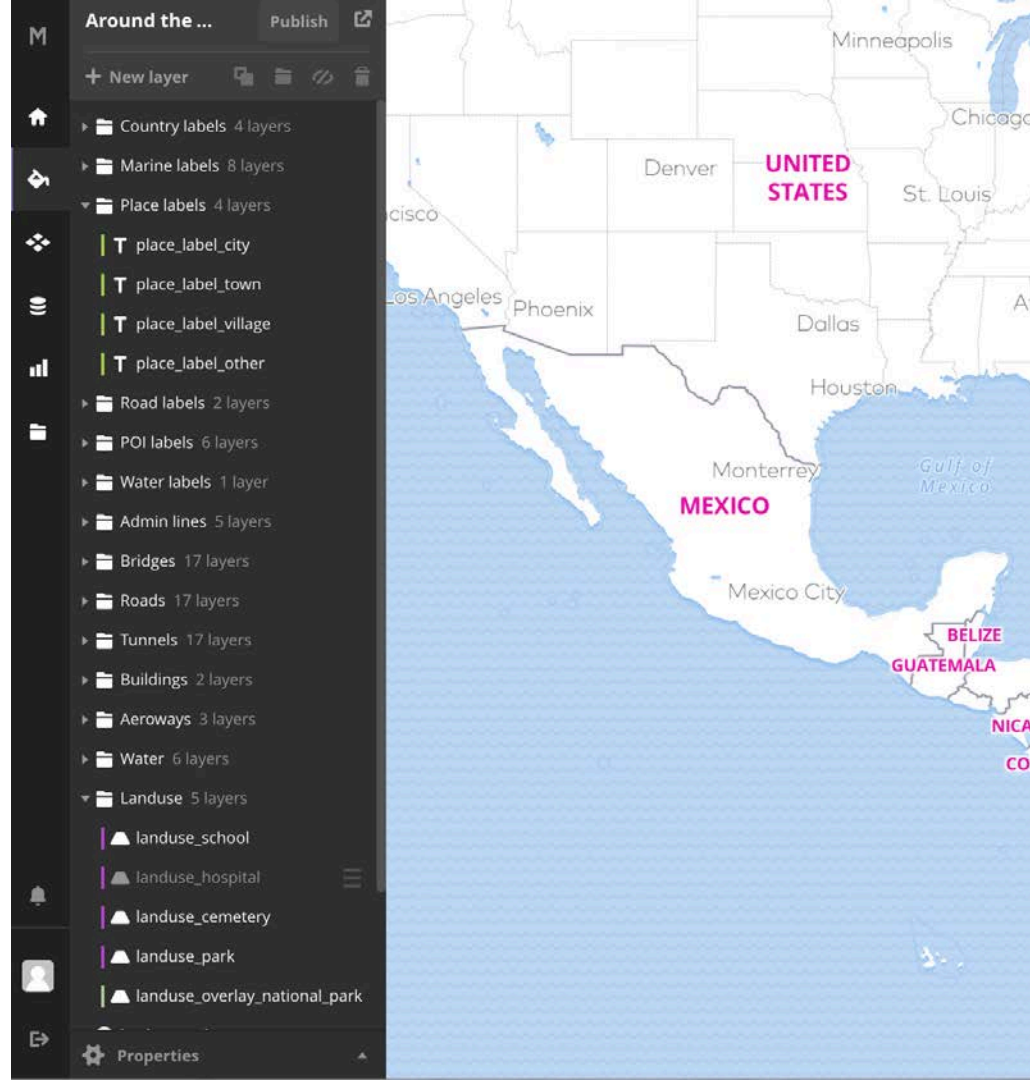 M
Around the ...
Publish
+ New layer
Country labels 4 layers
Marine labels 8 layers
Place labels 4 layers
T place_label_city
T place_label_town
T place_label_village
T place_label_other
Road labels 2 layers
POI labels 6 layers
Water labels 1 layer
Admin lines 5 layers
Bridges 17 layers
Roads 17 layers
Tunnels 17 layers
Buildings 2 layers
Aeroways 3 layers
Water 6 layers
Landuse 5 layers
landuse_school
landuse_hospital
landuse_cemetery
landuse_park
landuse_overlay_national_park
Properties
Minneapolis
Chicago
Denver
UNITED
STATES
St. Louis
cisco
Los Angeles
Phoenix
A
Dallas
Houston
Monterrey
Gulf of
Mexico
MEXICO
Mexico City
BELIZE
GUATEMALA
NICA
CO